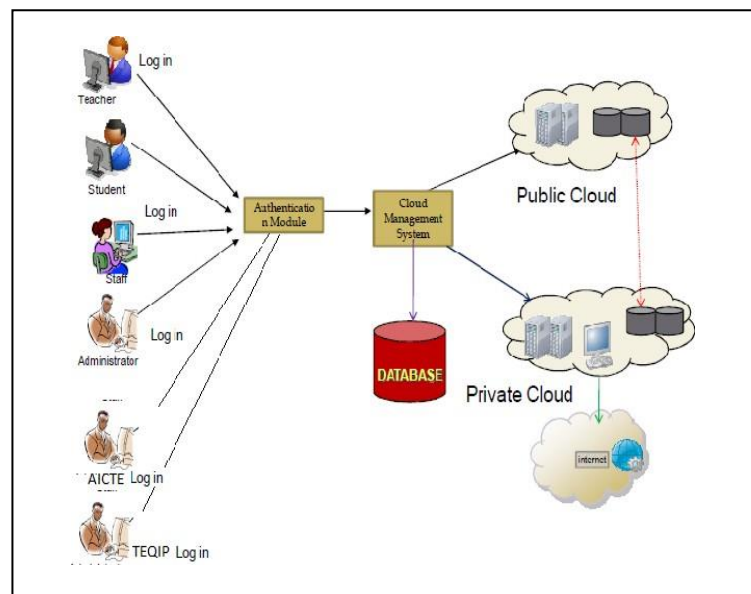 Log in
Teacher
Student
Log in
Staff
Log in
Administrator
AICTE Log in
TEQIP Log in
Authenticatio
n Module
Cloud
Management
System
DATABASE
Public Cloud
Private Cloud
internet